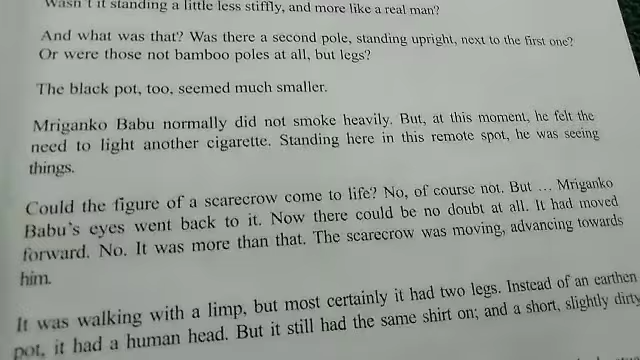 Wasn't it standing a little less stiffly, and more like a real man?
And what was that? Was there a second pole, standing upright, next to the first one?
Or were those not bamboo poles at all, but legs?
The black pot, too, seemed much smaller.
Mriganko Babu normally did not smoke heavily. But, at this moment, he felt the
need to light another cigarette. Standing here in this remote spot, he was seeing
things.
Could the figure of a scarecrow come to life? No, of course not. But ... Mriganko
Babu's eyes went back to it. Now there could be no doubt at all. It had moved
forward. No. It was more than that. The scarecrow was moving, advancing towards
him.
It was walking with a limp, but most certainly it had two legs. Instead of an earthen
pot, it had a human head. But it still had the same shirt on; and a short, slightly dirty